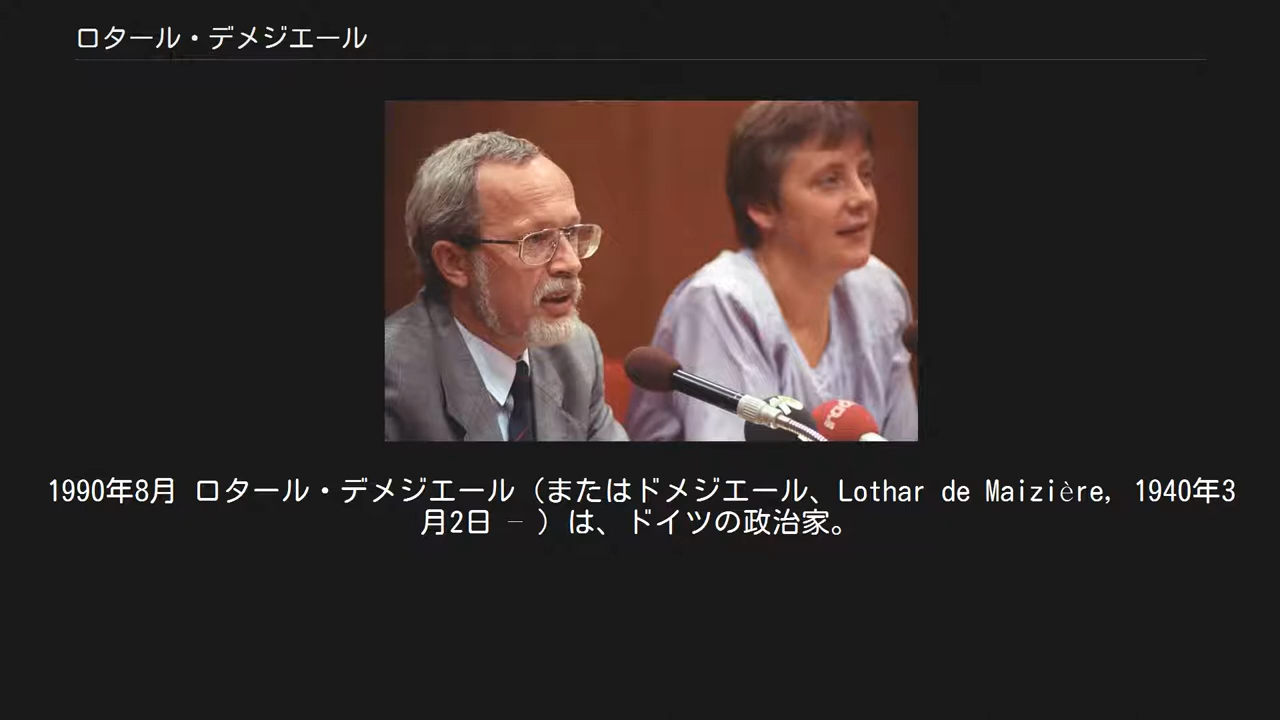 ロタール・デメジエール
radio
1990年8月 ロタール・デメジエール（またはドメジエール、Lothar de Maizière, 1940年3
月2日 – ）は、ドイツの政治家。